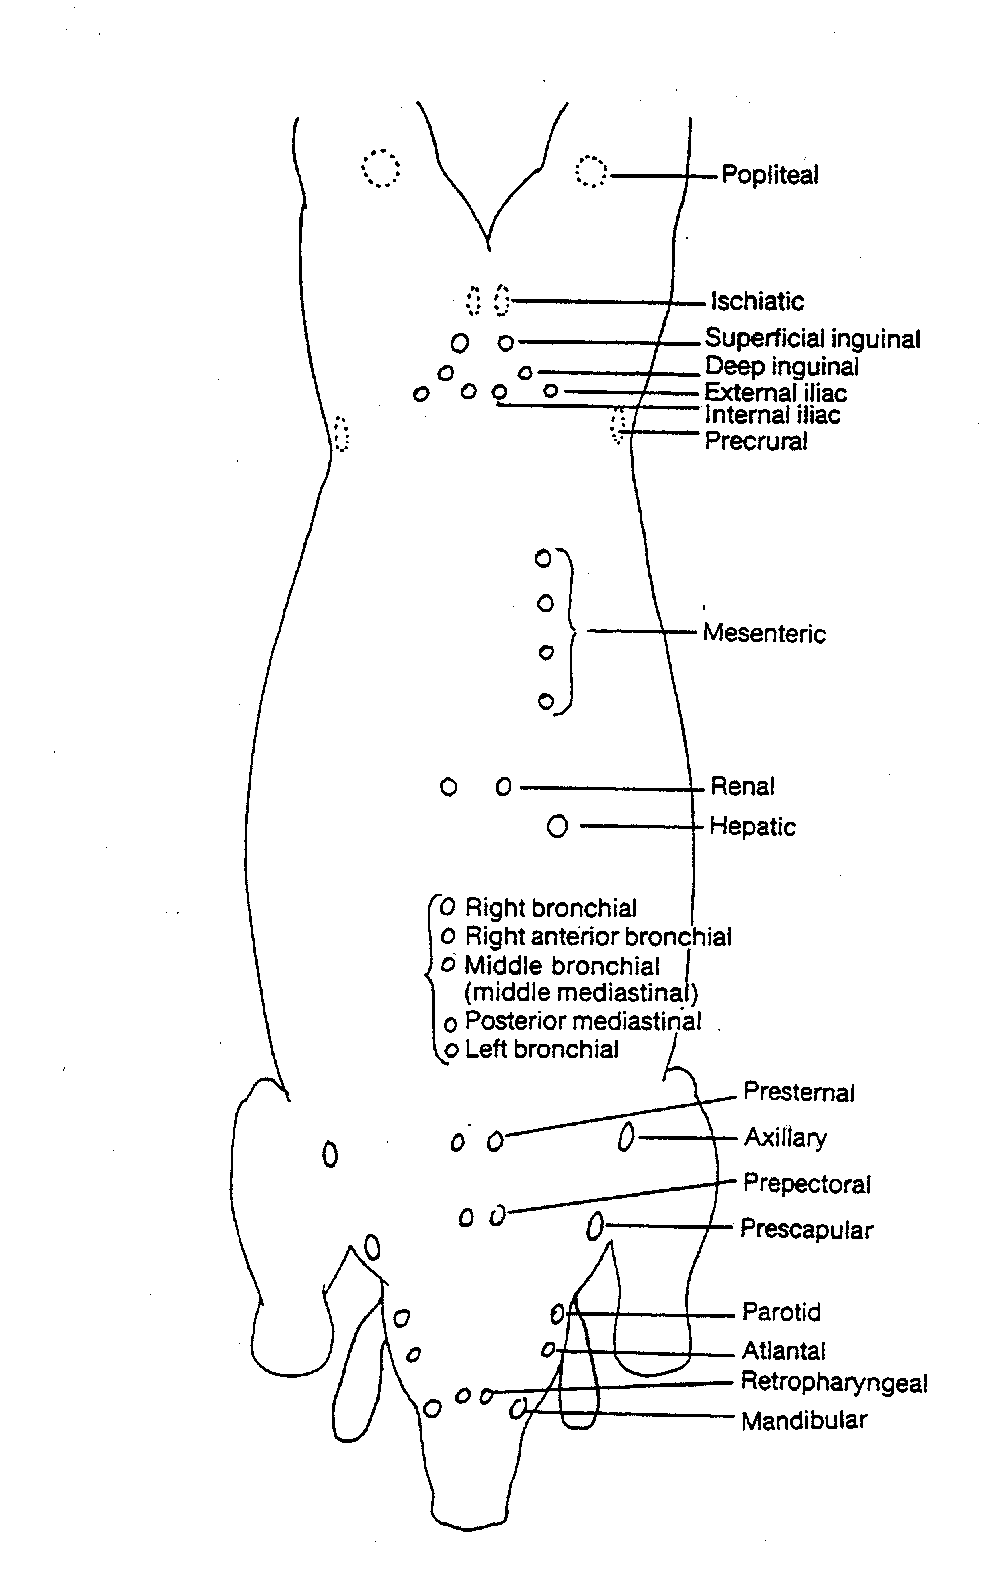 Popliteal
Ischiatic
Superficial inguinal
Deep inguinal
External iliac
Internal iliac
Precrural
Mesenteric
Renal
Hepatic
Right bronchial
Right anterior bronchial
Middle bronchial
(middle mediastinal)
Posterior mediastinal
Left bronchial
Presternal
Axillary
Prepectoral
Prescapular
Parotid
Atlantal
Retropharyngeal
Mandibular